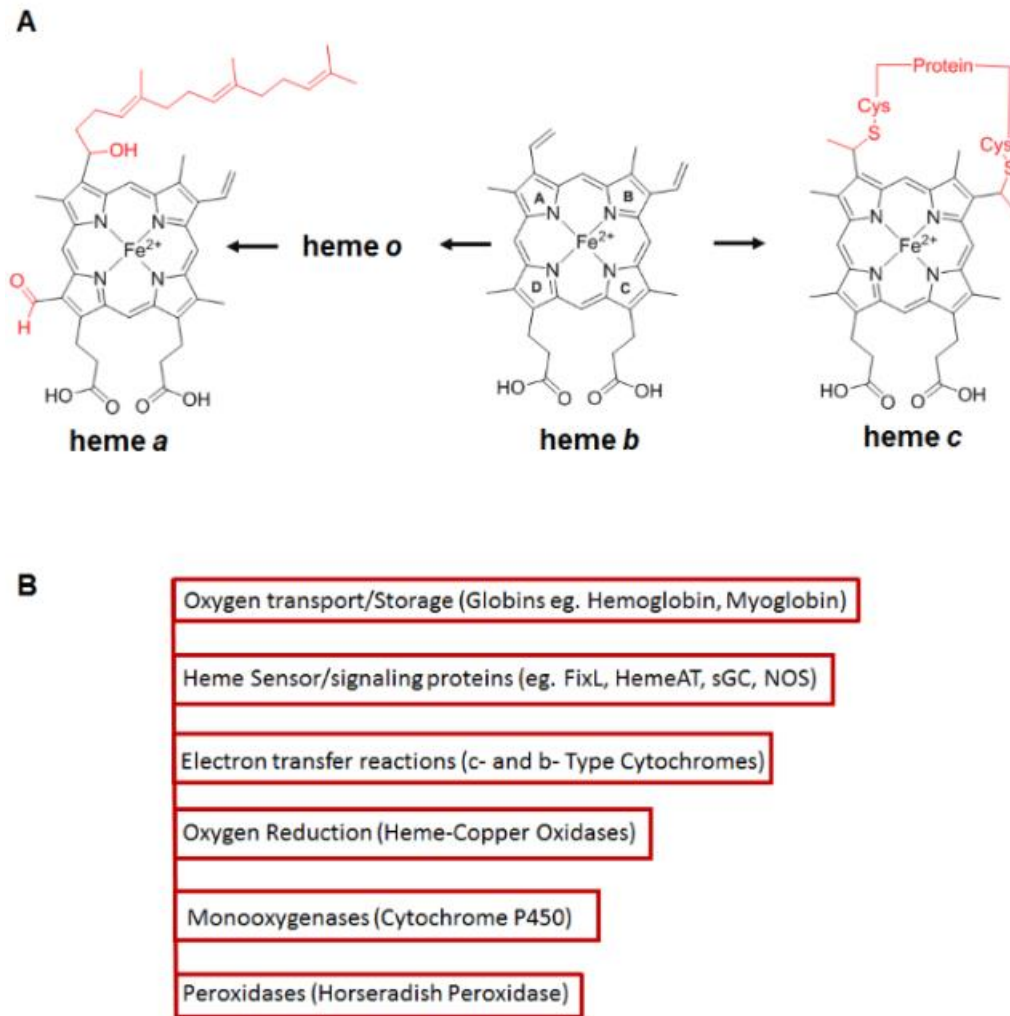 A
OH
N
N
Fe2+
N
N
O
H
HO
O
O
OH
heme a
heme o
A
B
N
N
Fe2+
N
N
D
C
HO
O
O
OH
heme b
Protein
Cys
S
Cys
S
N
N
Fe2+
N
N
HO
O
O
OH
heme c
B
Oxygen transport/Storage (Globins eg. Hemoglobin, Myoglobin)
Heme Sensor/signaling proteins (eg. FixL, HemeAT, sGC, NOS)
Electron transfer reactions (c- and b- Type Cytochromes)
Oxygen Reduction (Heme-Copper Oxidases)
Monooxygenases (Cytochrome P450)
Peroxidases (Horseradish Peroxidase)